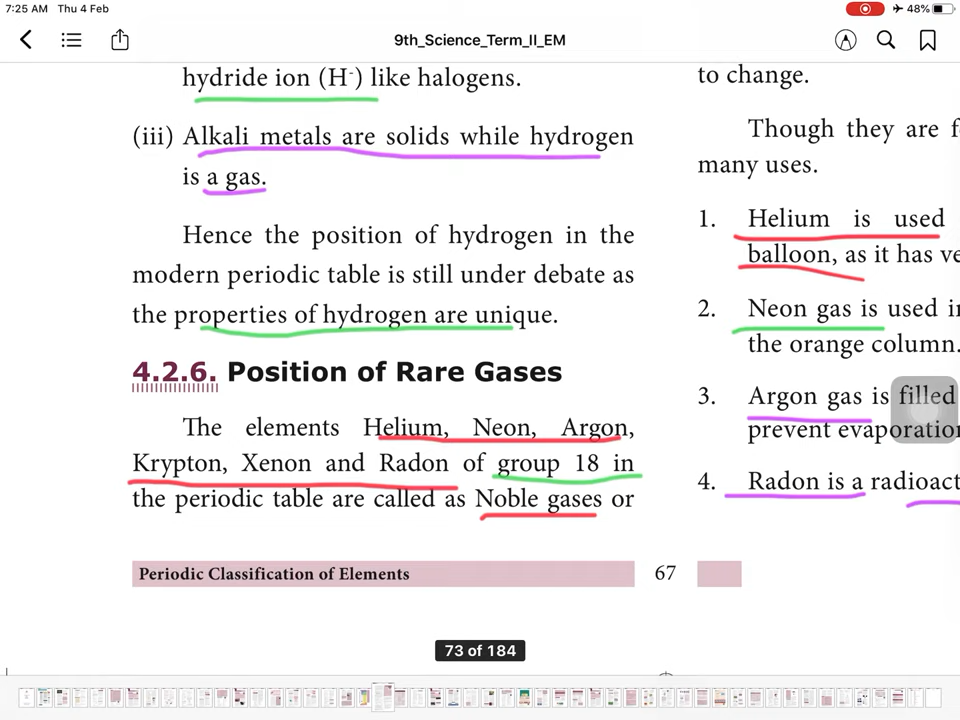 7:25 AM Thu 4 Feb
48%
9th_Science_Term_II_EM
hydride ion (H-) like halogens.
(iii) Alkali metals are solids while hydrogen
is a gas.
Hence the position of hydrogen in the
modern periodic table is still under debate as
the properties of hydrogen are unique.
4.2.6. Position of Rare Gases
The elements Helium, Neon, Argon,
Krypton, Xenon and Radon of group 18 in
the periodic table are called as Noble gases or
to change.
Though they are f
many uses.
1. Helium is used
balloon, as it has ve
2. Neon gas is used in
the orange column.
3. Argon gas is filled
prevent evaporation
4. Radon is a radioact
Periodic Classification of Elements
67
73 of 184